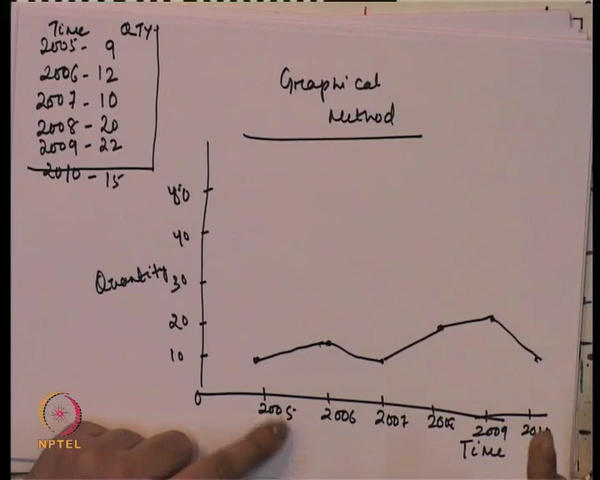 Time QTY
2005 - 9
2006 - 12
2007 - 10
2008 - 20
2009 - 22
2010 - 15
Graphical
Method
50
40
Quantity 30
20
10
0
2005 2006 2007 2008 2009 2010
Time
NPTEL